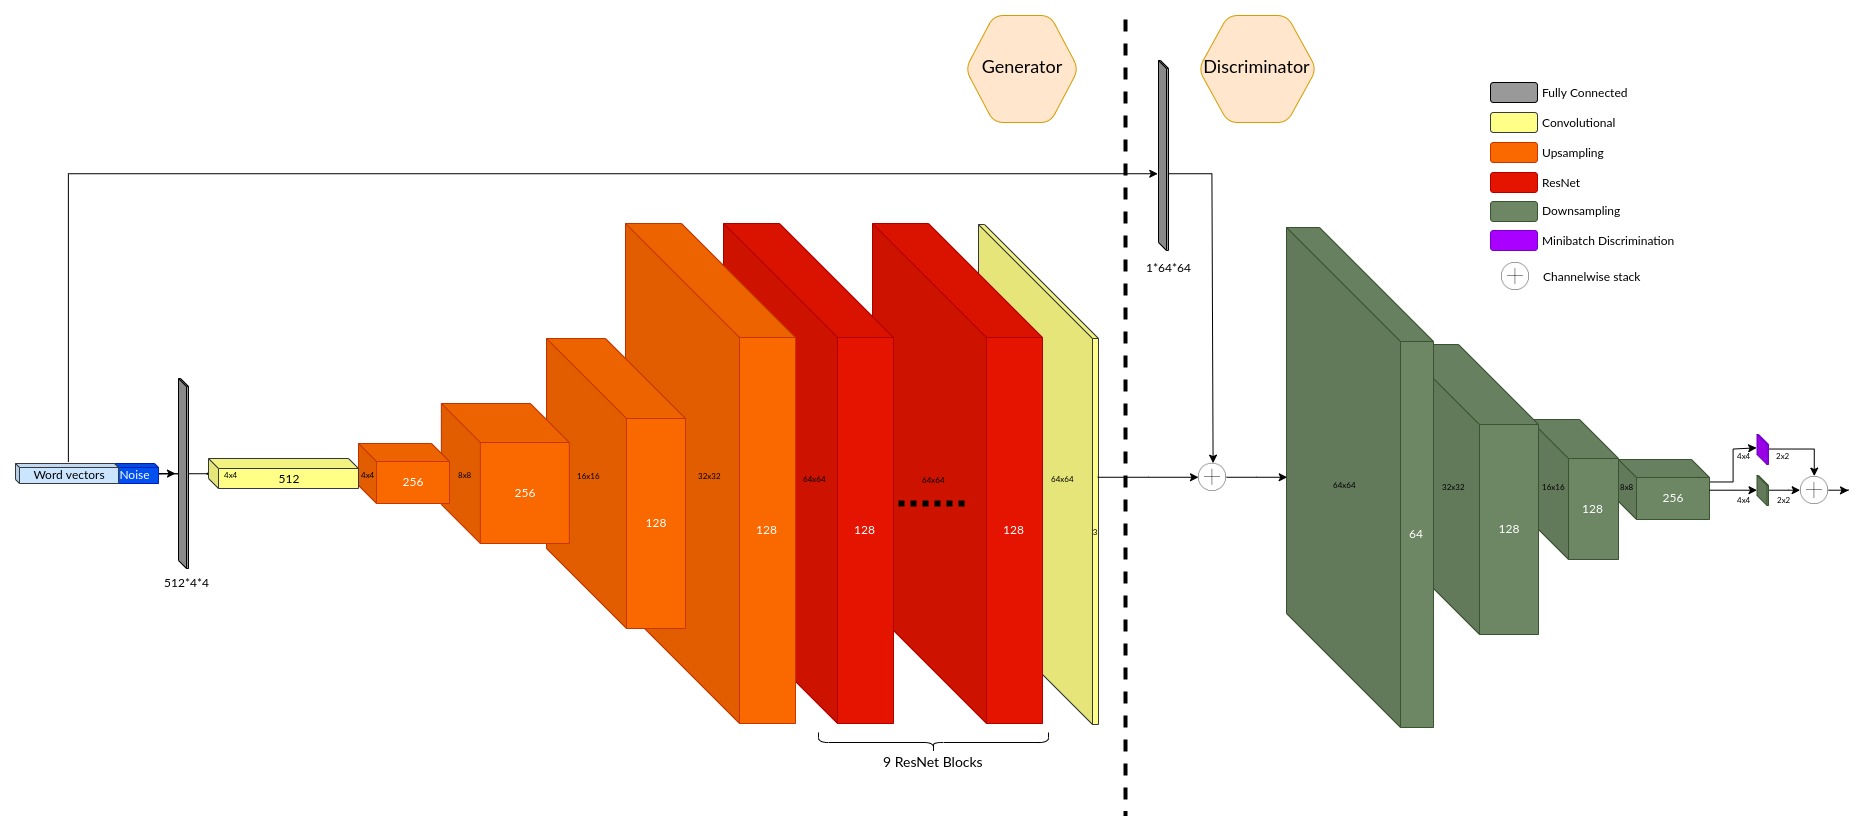 Generator
Discriminator
Fully Connected
Convolutional
Upsampling
ResNet
Downsampling
Minibatch Discrimination
Channelwise stack
1*64*64
Word vectors
Noise
512*4*4
4x4
512
4x4
256
8x8
256
16x16
128
32x32
128
64x64
128
64x64
128
64x64
3
9 ResNet Blocks
64x64
64
32x32
128
16x16
128
8x8
256
4x4
2x2
4x4
2x2